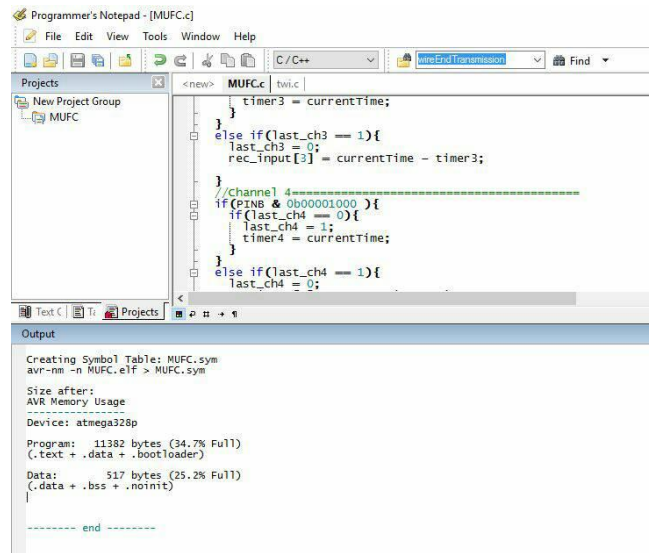 Programmer's Notepad - [MUFC.c]
File Edit View Tools Window Help
C / C++
wireEndTransmission
Find
Projects
New Project Group
MUFC
<new> MUFC.c twi.c
timer3 = currentTime;
}
}
else if(last_ch3 == 1){
last_ch3 = 0;
rec_input[3] = currentTime - timer3;
}
//Channel 4=========================================
if(PINB & 0b00001000 ){
if(last_ch4 == 0){
last_ch4 = 1;
timer4 = currentTime;
}
}
else if(last_ch4 == 1){
last_ch4 = 0;
Text C Projects
Output
Creating Symbol Table: MUFC.sym
avr-nm -n MUFC.elf > MUFC.sym
Size after:
AVR Memory Usage
----------------
Device: atmega328p
Program: 11382 bytes (34.7% Full)
(.text + .data + .bootloader)
Data: 517 bytes (25.2% Full)
(.data + .bss + .noinit)
-------- end --------